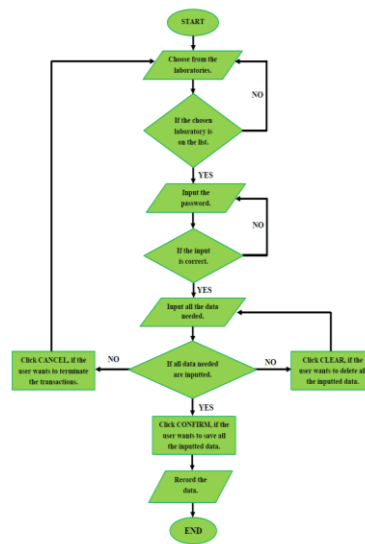 START
Choose from the
laboratories.
NO
If the chosen
laboratory is
on the list.
YES
Input the
password.
NO
If the input
is correct.
YES
Input all the data
needed.
Click CANCEL, if the
user wants to terminate
the transactions.
NO
If all data needed
are inputted.
NO
Click CLEAR, if the
user wants to delete all
the inputted data.
YES
Click CONFIRM, if the
user wants to save all
the inputted data.
Record the
data.
END